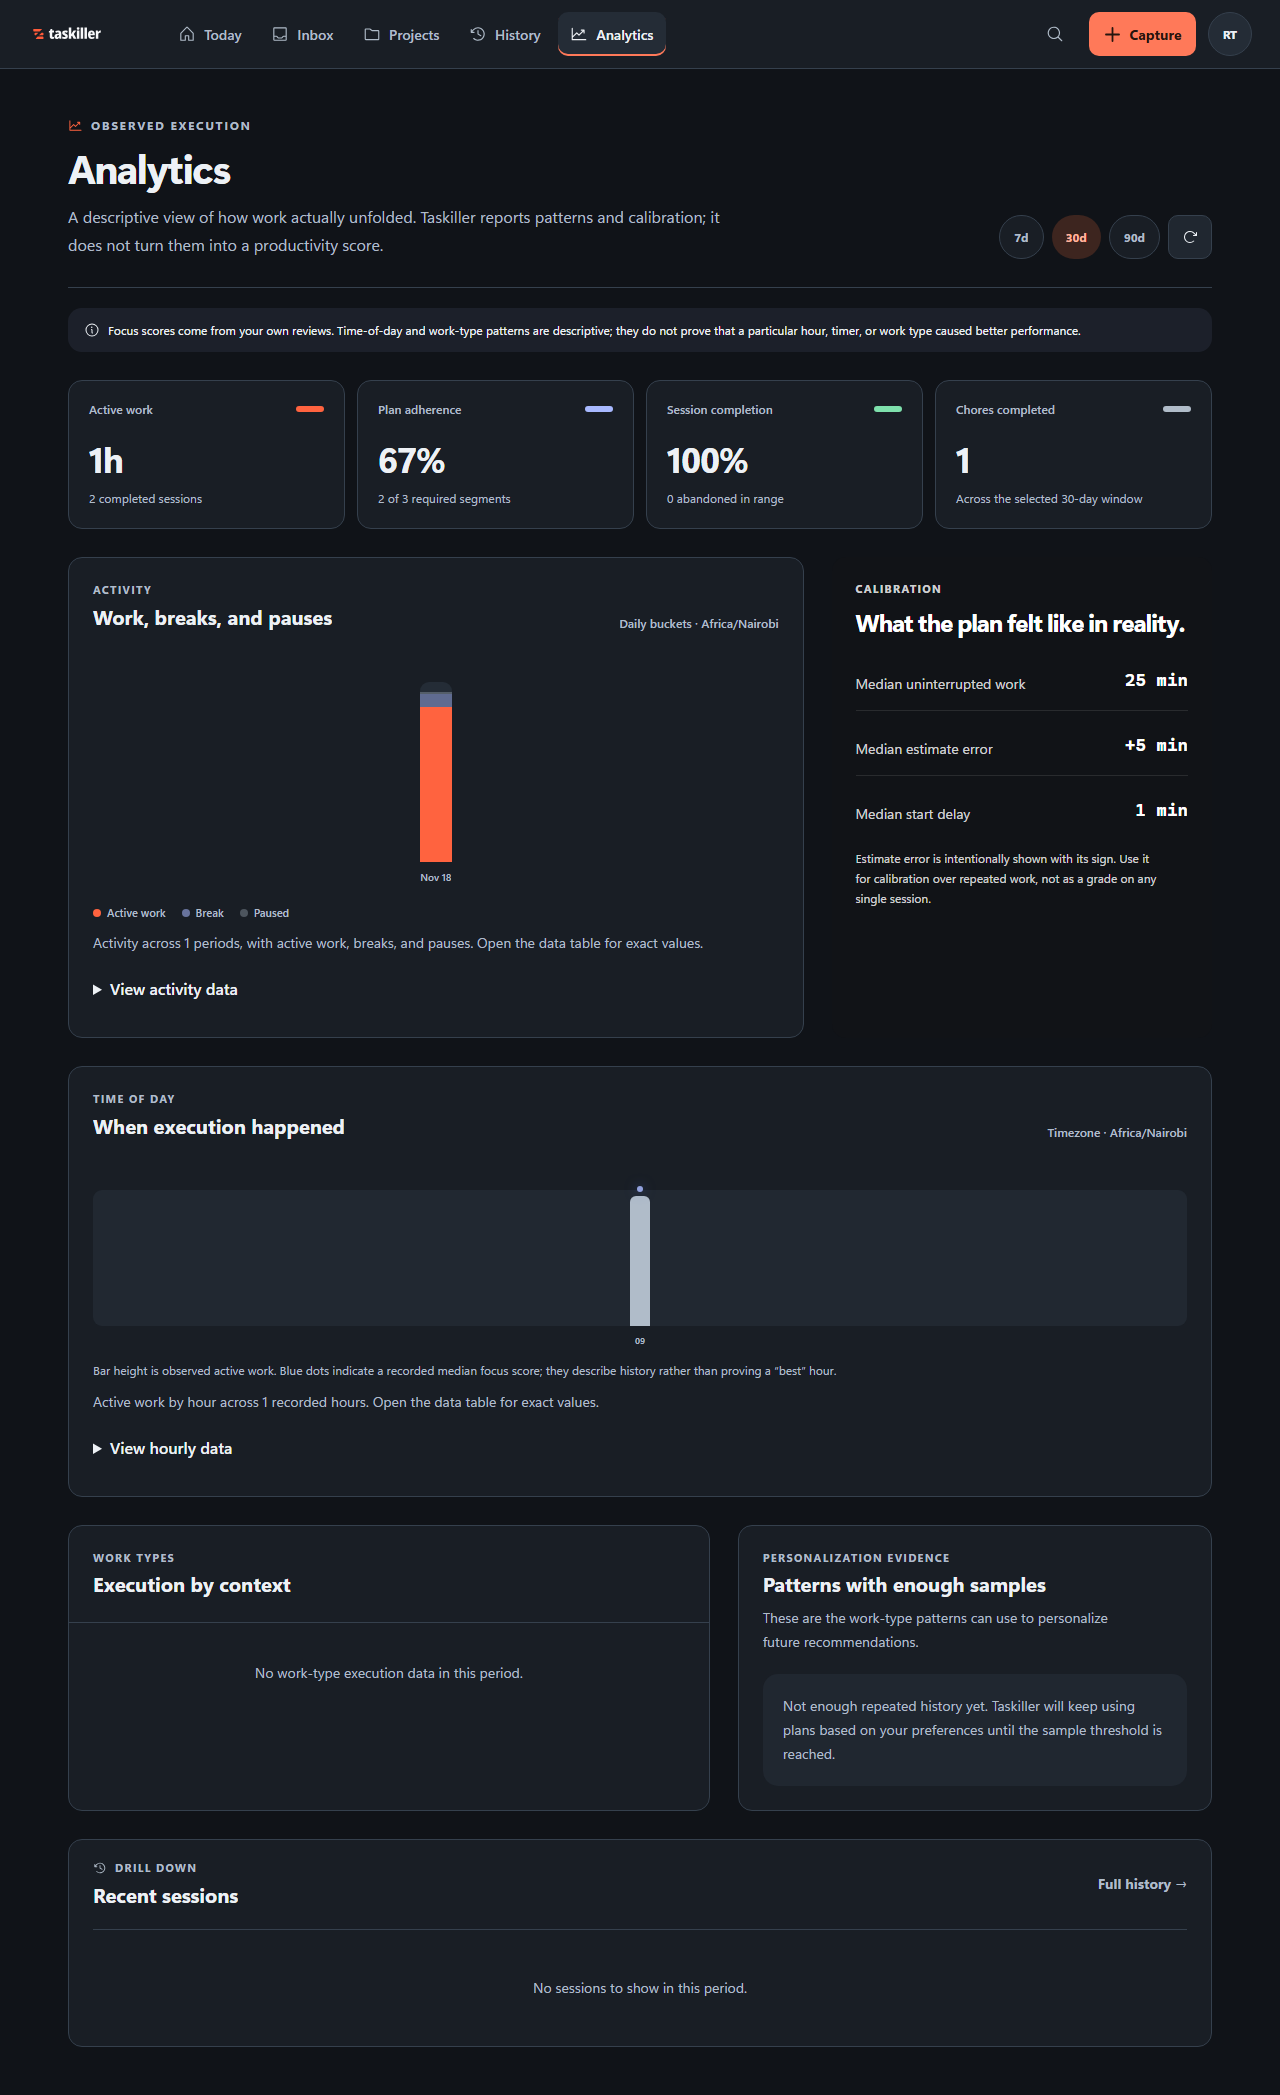 taskiller
Today
Inbox
Projects
History
Analytics
Capture
RT
OBSERVED EXECUTION
Analytics
A descriptive view of how work actually unfolded. Taskiller reports patterns and calibration; it
does not turn them into a productivity score.
7d
30d
90d
Focus scores come from your own reviews. Time-of-day and work-type patterns are descriptive; they do not prove that a particular hour, timer, or work type caused better performance.
Active work
1h
2 completed sessions
Plan adherence
67%
2 of 3 required segments
Session completion
100%
0 abandoned in range
Chores completed
1
Across the selected 30-day window
ACTIVITY
Work, breaks, and pauses
Daily buckets · Africa/Nairobi
Nov 18
Active work
Break
Paused
Activity across 1 periods, with active work, breaks, and pauses. Open the data table for exact values.
View activity data
CALIBRATION
What the plan felt like in reality.
Median uninterrupted work
25 min
Median estimate error
+5 min
Median start delay
1 min
Estimate error is intentionally shown with its sign. Use it
for calibration over repeated work, not as a grade on any
single session.
TIME OF DAY
When execution happened
Timezone · Africa/Nairobi
09
Bar height is observed active work. Blue dots indicate a recorded median focus score; they describe history rather than proving a “best” hour.
Active work by hour across 1 recorded hours. Open the data table for exact values.
View hourly data
WORK TYPES
Execution by context
No work-type execution data in this period.
PERSONALIZATION EVIDENCE
Patterns with enough samples
These are the work-type patterns can use to personalize
future recommendations.
Not enough repeated history yet. Taskiller will keep using
plans based on your preferences until the sample threshold is
reached.
DRILL DOWN
Recent sessions
Full history →
No sessions to show in this period.